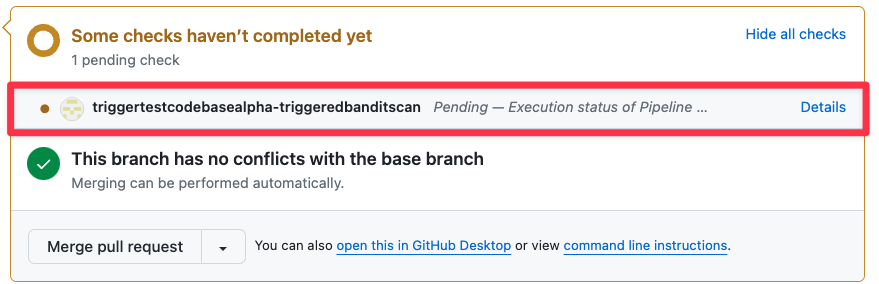 Some checks haven’t completed yet
Hide all checks
1 pending check
triggertestcodebasealpha-triggeredbanditscan Pending — Execution status of Pipeline ...
Details
This branch has no conflicts with the base branch
Merging can be performed automatically.
Merge pull request
You can also open this in GitHub Desktop or view command line instructions.